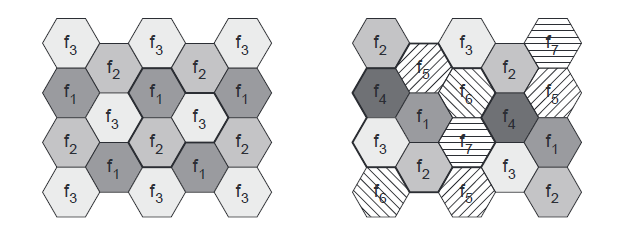 f3 f3 f3
f2 f2
f1 f1 f1
f3 f3
f2 f2 f2
f1 f1
f3 f3 f3
f2 f3 f7
f5 f2
f4 f6 f5
f1 f4
f3 f7 f1
f2 f3
f6 f5 f2